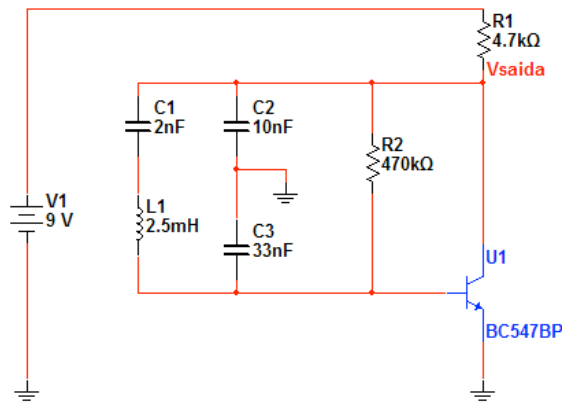 R1
4.7kΩ
Vsaida
C1
2nF
C2
10nF
R2
470kΩ
V1
9 V
L1
2.5mH
C3
33nF
U1
BC547BP